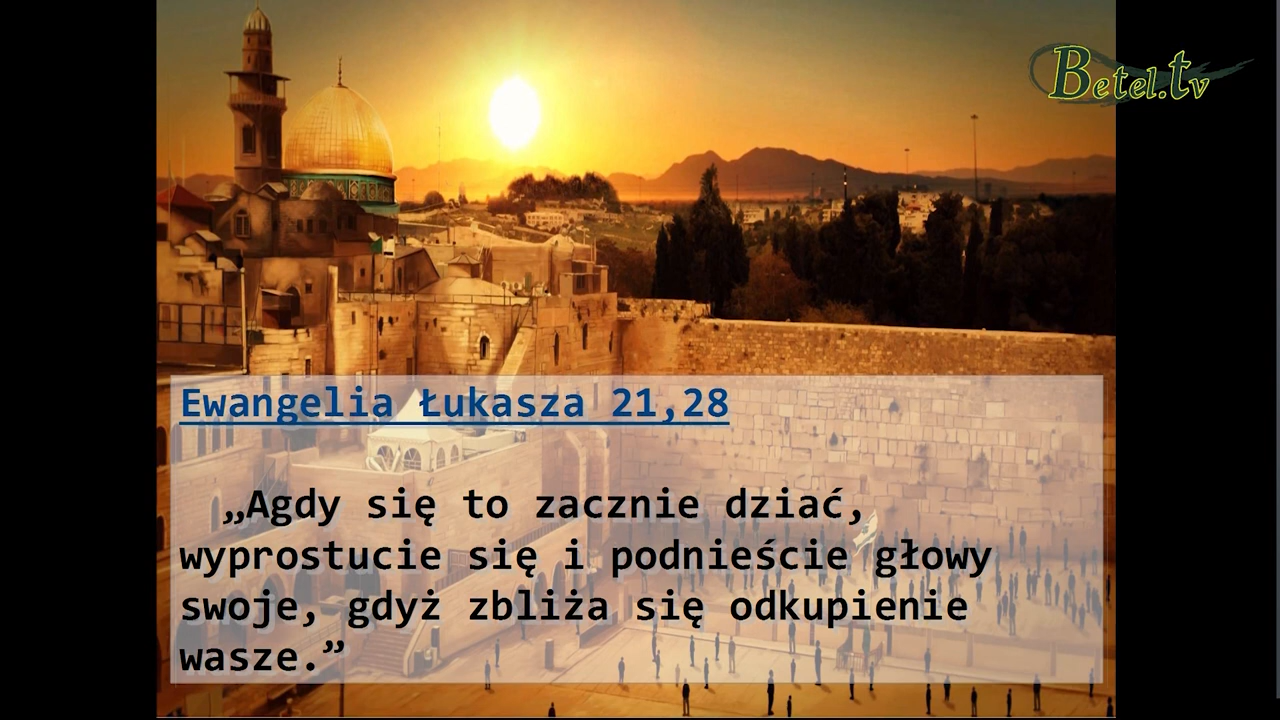 Betel.tv
Ewangelia Łukasza 21,28
„Agdy się to zacznie dziać,
wyprostucie się i podnieście głowy
swoje, gdyż zbliża się odkupienie
wasze.”